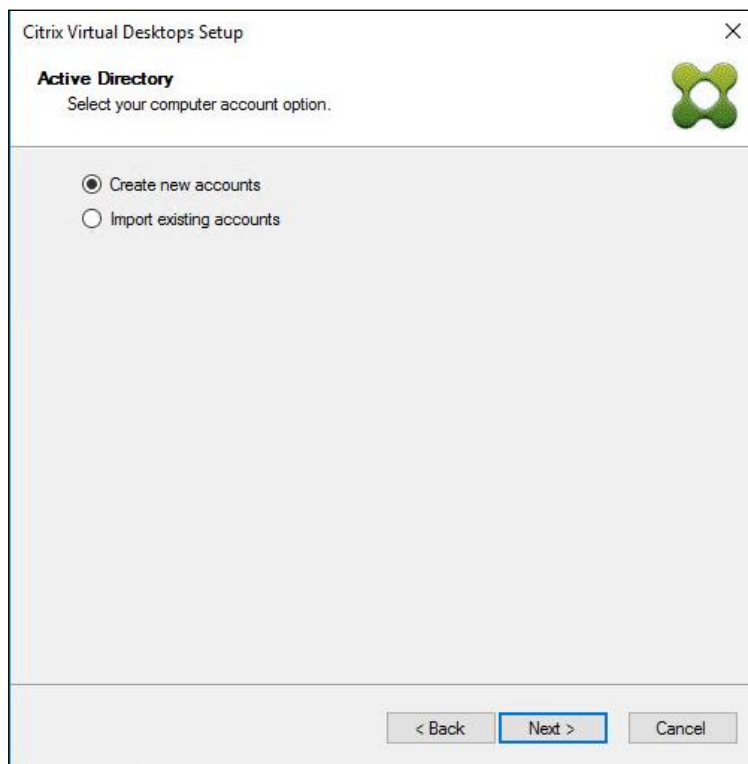 Citrix Virtual Desktops Setup
Active Directory
Select your computer account option.
Create new accounts
Import existing accounts
< Back Next > Cancel